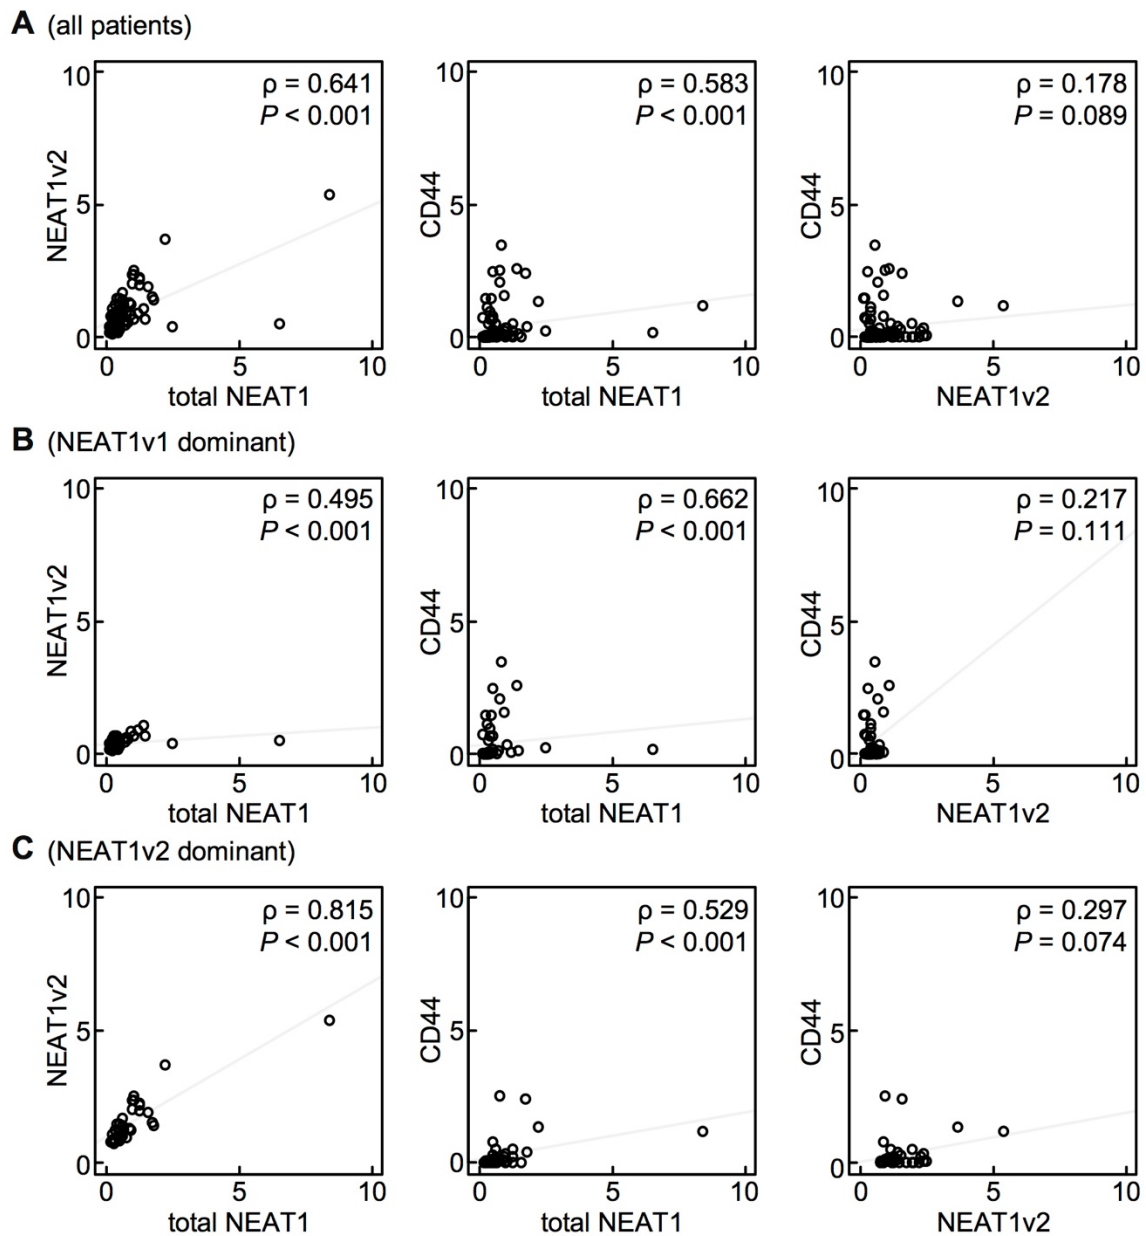 A (all patients)
10
5
0
NEAT1v2
ρ = 0.641
P < 0.001
0 5 10
total NEAT1
10
5
0
CD44
ρ = 0.583
P < 0.001
0 5 10
total NEAT1
10
5
0
CD44
ρ = 0.178
P = 0.089
0 5 10
NEAT1v2
B (NEAT1v1 dominant)
10
5
0
NEAT1v2
ρ = 0.495
P < 0.001
0 5 10
total NEAT1
10
5
0
CD44
ρ = 0.662
P < 0.001
0 5 10
total NEAT1
10
5
0
CD44
ρ = 0.217
P = 0.111
0 5 10
NEAT1v2
C (NEAT1v2 dominant)
10
5
0
NEAT1v2
ρ = 0.815
P < 0.001
0 5 10
total NEAT1
10
5
0
CD44
ρ = 0.529
P < 0.001
0 5 10
total NEAT1
10
5
0
CD44
ρ = 0.297
P = 0.074
0 5 10
NEAT1v2